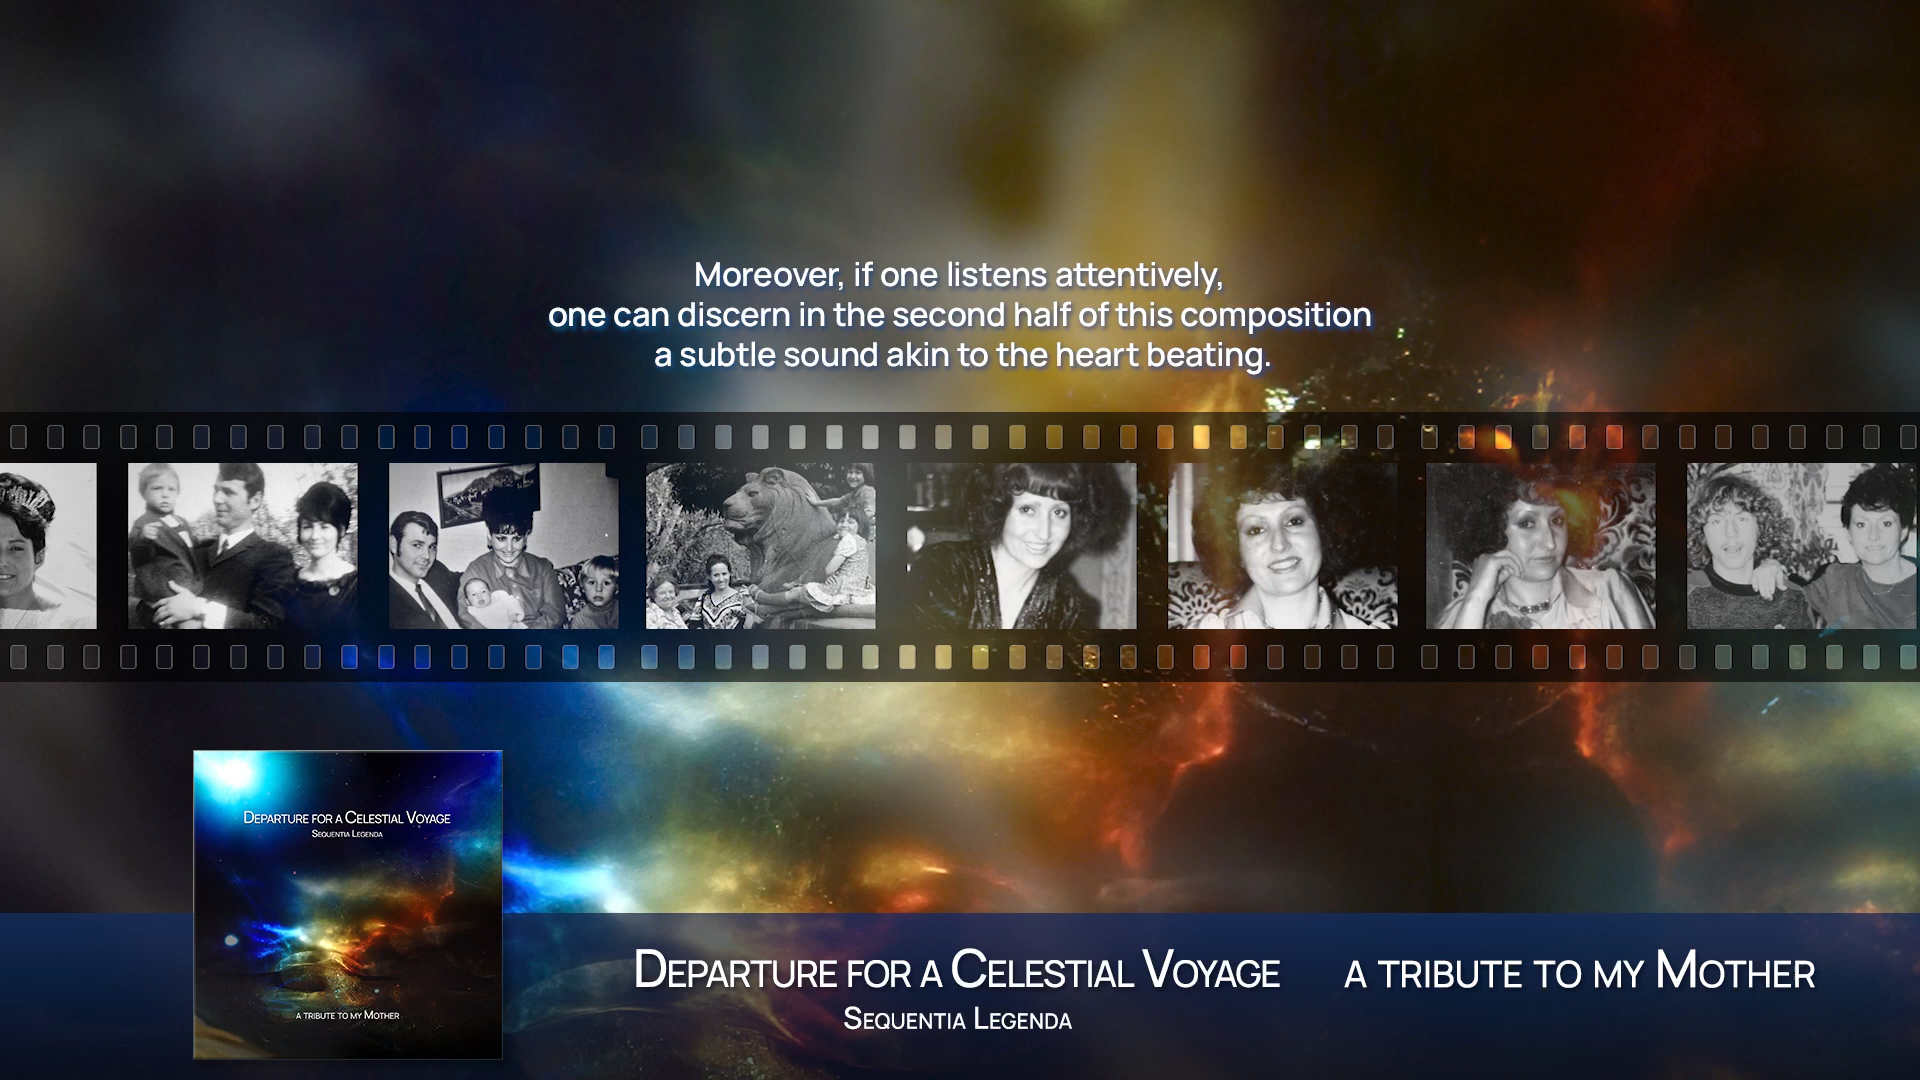 Moreover, if one listens attentively,
one can discern in the second half of this composition
a subtle sound akin to the heart beating.
Departure for a Celestial Voyage
Sequentia Legenda
a tribute to my Mother
Departure for a Celestial Voyage
Sequentia Legenda
a tribute to my Mother